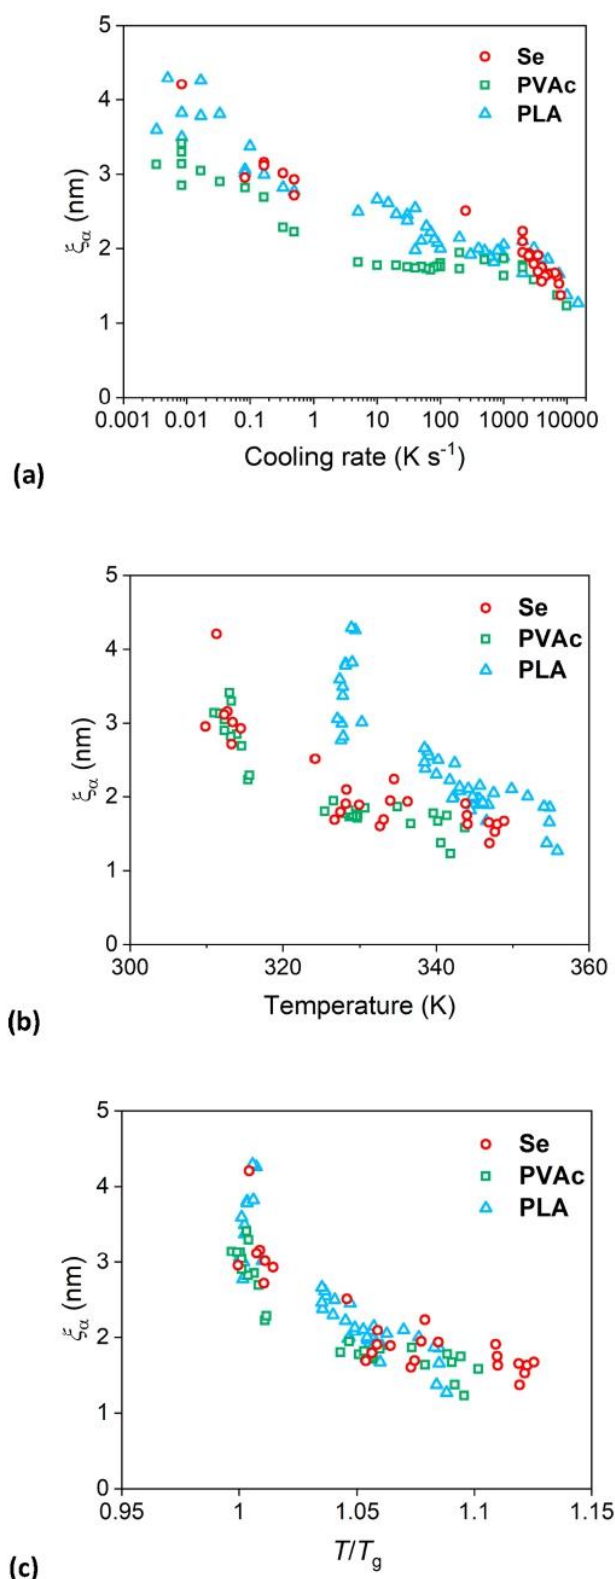 5
4
3
2
1
0
ξα (nm)
Se
PVAc
PLA
0.001 0.01 0.1 1 10 100 1000 10000
Cooling rate (K s⁻¹)
(a)
5
4
3
2
1
0
ξα (nm)
Se
PVAc
PLA
300 320 340 360
Temperature (K)
(b)
5
4
3
2
1
0
ξα (nm)
Se
PVAc
PLA
0.95 1 1.05 1.1 1.15
T/Tg
(c)